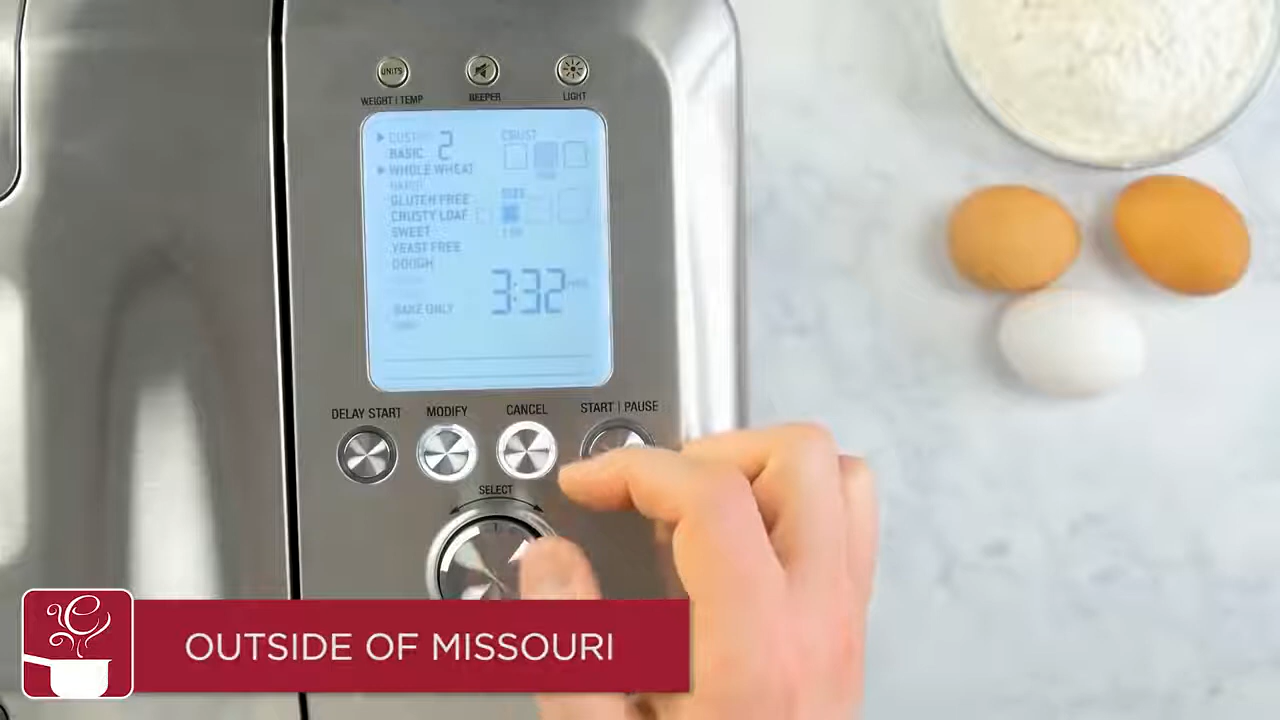 UNITS
WEIGHT | TEMP
BEEPER
LIGHT
CRUST
2
BASIC
WHOLE WHEAT
GLUTEN FREE
SIZE
CRUSTY LOAF
SWEET
YEAST FREE
DOUGH
3:32
BAKE ONLY
DELAY START
MODIFY
CANCEL
START | PAUSE
SELECT
OUTSIDE OF MISSOURI